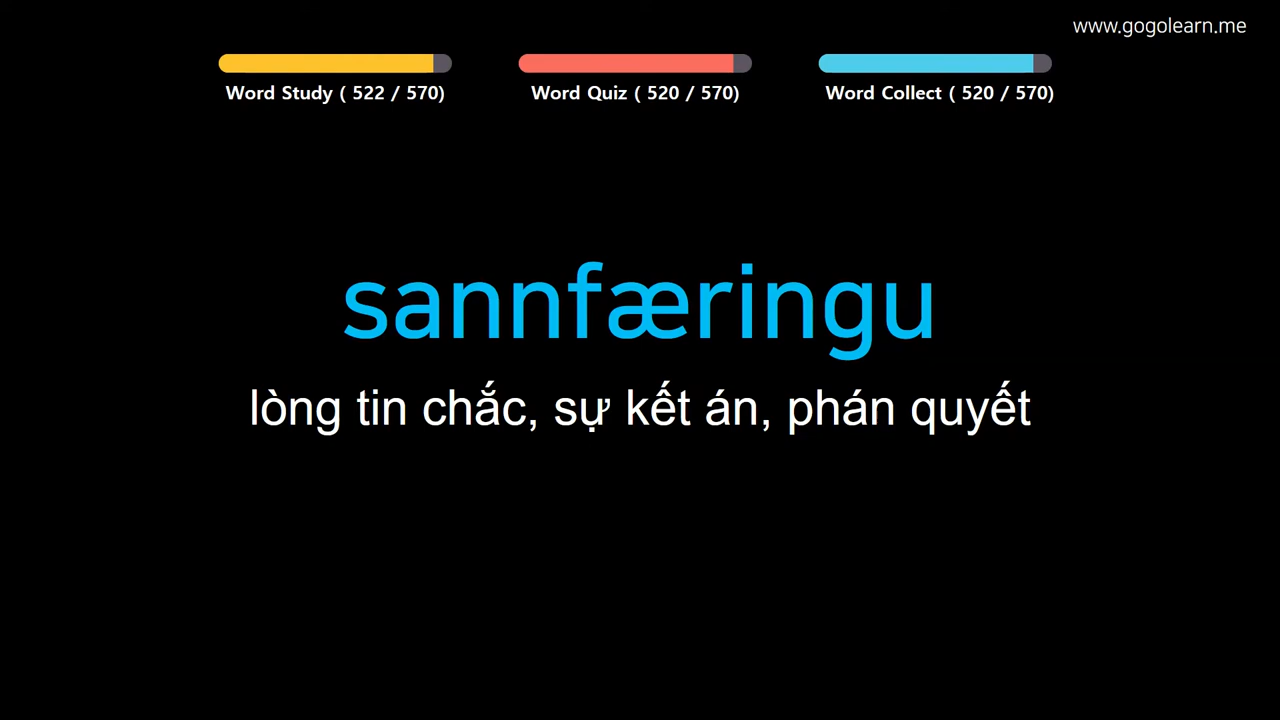 www.gogolearn.me
Word Study ( 522 / 570)
Word Quiz ( 520 / 570)
Word Collect ( 520 / 570)
sannfæringu
lòng tin chắc, sự kết án, phán quyết